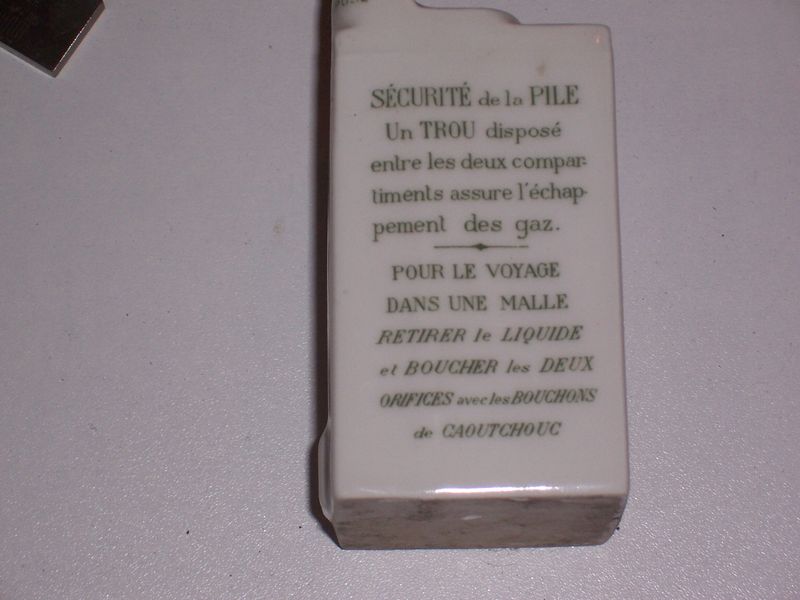 SÉCURITÉ de la PILE
Un TROU disposé
entre les deux compar-
timents assure l'échap-
pement des gaz.
POUR LE VOYAGE
DANS UNE MALLE
RETIRER le LIQUIDE
et BOUCHER les DEUX
ORIFICES avec les BOUCHONS
de CAOUTCHOUC